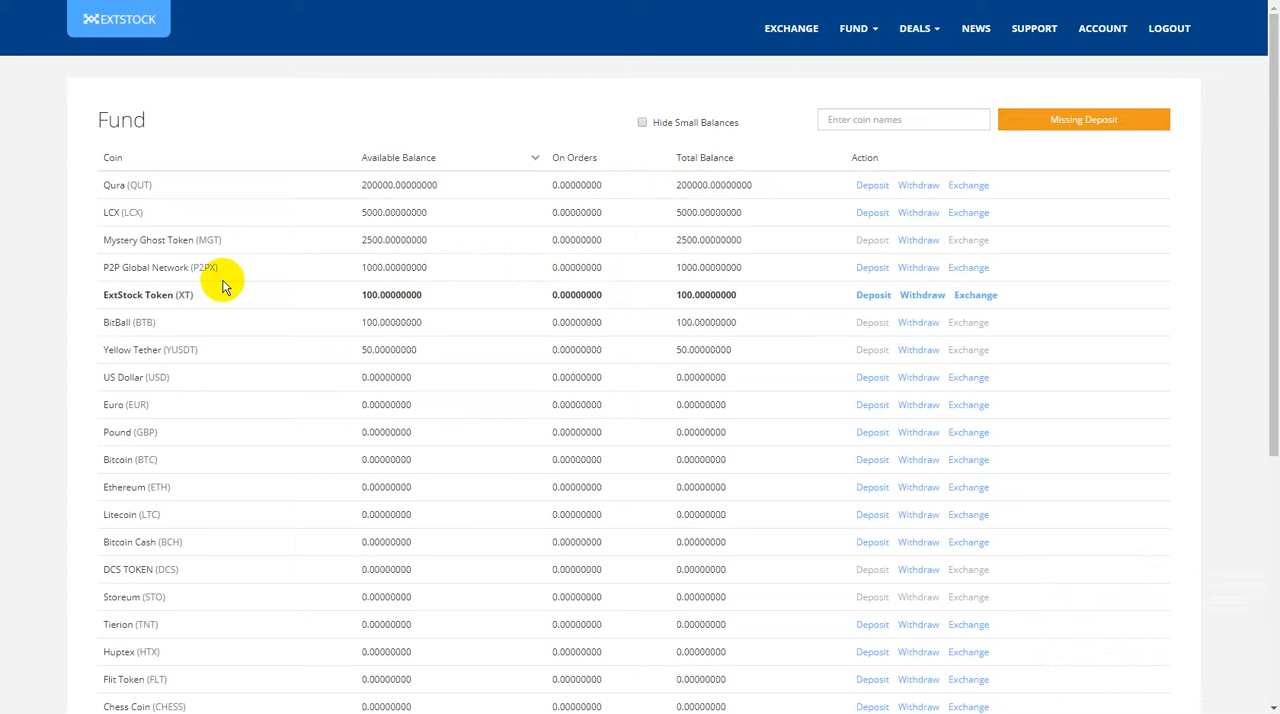 EXTSTOCK
EXCHANGE FUND DEALS NEWS SUPPORT ACCOUNT LOGOUT
Fund Hide Small Balances Enter coin names Missing Deposit
Coin Available Balance On Orders Total Balance Action
Qura (QUT) 200000.00000000 0.00000000 200000.00000000 Deposit Withdraw Exchange
LCX (LCX) 5000.00000000 0.00000000 5000.00000000 Deposit Withdraw Exchange
Mystery Ghost Token (MGT) 2500.00000000 0.00000000 2500.00000000 Deposit Withdraw Exchange
P2P Global Network (P2PX) 1000.00000000 0.00000000 1000.00000000 Deposit Withdraw Exchange
ExtStock Token (XT) 100.00000000 0.00000000 100.00000000 Deposit Withdraw Exchange
BitBall (BTB) 100.00000000 0.00000000 100.00000000 Deposit Withdraw Exchange
Yellow Tether (YUSDT) 50.00000000 0.00000000 50.00000000 Deposit Withdraw Exchange
US Dollar (USD) 0.00000000 0.00000000 0.00000000 Deposit Withdraw Exchange
Euro (EUR) 0.00000000 0.00000000 0.00000000 Deposit Withdraw Exchange
Pound (GBP) 0.00000000 0.00000000 0.00000000 Deposit Withdraw Exchange
Bitcoin (BTC) 0.00000000 0.00000000 0.00000000 Deposit Withdraw Exchange
Ethereum (ETH) 0.00000000 0.00000000 0.00000000 Deposit Withdraw Exchange
Litecoin (LTC) 0.00000000 0.00000000 0.00000000 Deposit Withdraw Exchange
Bitcoin Cash (BCH) 0.00000000 0.00000000 0.00000000 Deposit Withdraw Exchange
DCS TOKEN (DCS) 0.00000000 0.00000000 0.00000000 Deposit Withdraw Exchange
Storeum (STO) 0.00000000 0.00000000 0.00000000 Deposit Withdraw Exchange
Tierion (TNT) 0.00000000 0.00000000 0.00000000 Deposit Withdraw Exchange
Huptex (HTX) 0.00000000 0.00000000 0.00000000 Deposit Withdraw Exchange
Flit Token (FLT) 0.00000000 0.00000000 0.00000000 Deposit Withdraw Exchange
Chess Coin (CHESS) 0.00000000 0.00000000 0.00000000 Deposit Withdraw Exchange